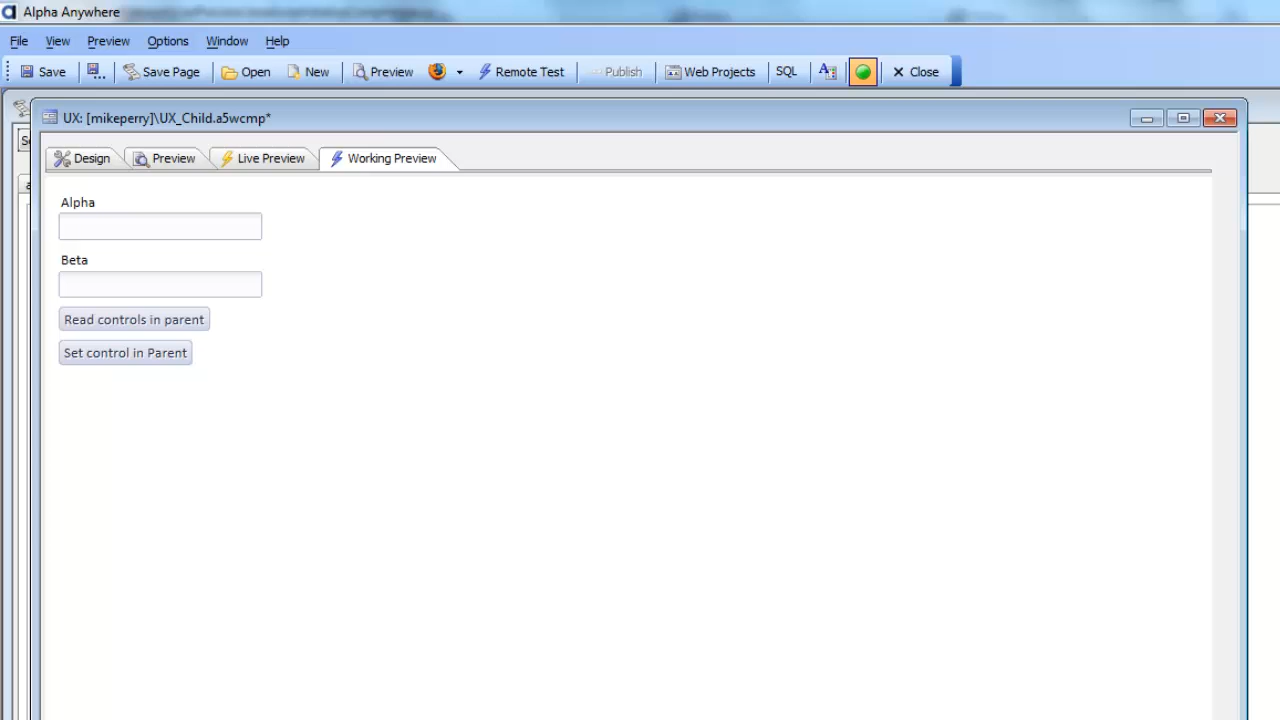 Alpha Anywhere
File View Preview Options Window Help
Save Save Page Open New Preview Remote Test Publish Web Projects SQL A Close
UX: [mikeperry]\UX_Child.a5wcmp*
Design Preview Live Preview Working Preview
Alpha
Beta
Read controls in parent
Set control in Parent